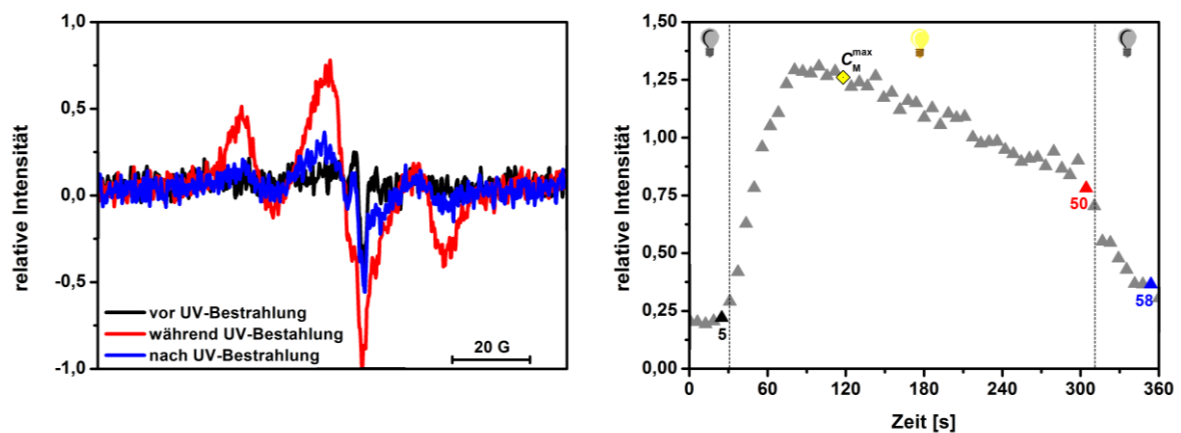 relative Intensität
1,0
0,5
0,0
-0,5
-1,0
vor UV-Bestrahlung
während UV-Bestahlung
nach UV-Bestrahlung
20 G
relative Intensität
1,50
1,25
1,00
0,75
0,50
0,25
0,00
C_M^max
5
50
58
0 60 120 180 240 300 360
Zeit [s]